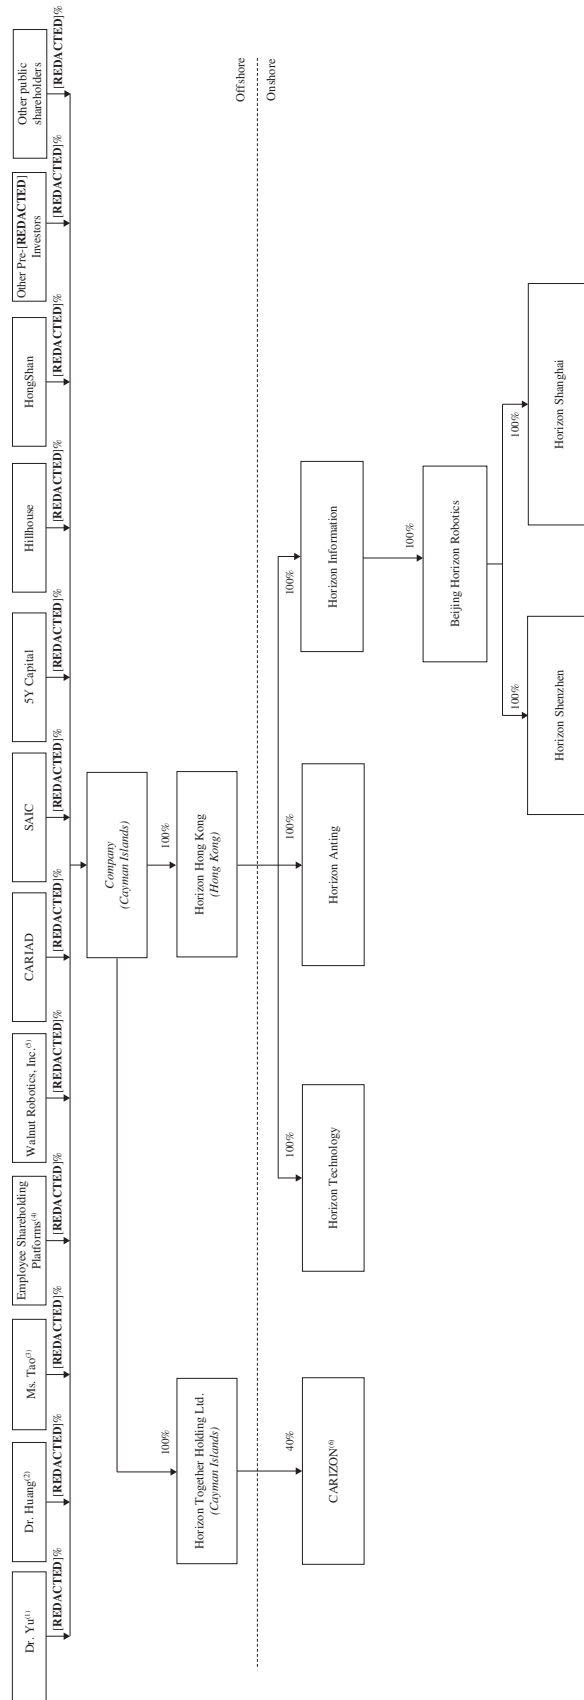 Dr. Yu(1)
Dr. Huang(2)
Ms. Tao(3)
Employee Shareholding
Platforms(4)
Walnut Robotics, Inc.(5)
CARIAD
SAIC
5Y Capital
Hillhouse
HongShan
Other Pre-[REDACTED]
Investors
Other public
shareholders
[REDACTED]%
[REDACTED]%
[REDACTED]%
[REDACTED]%
[REDACTED]%
[REDACTED]%
[REDACTED]%
[REDACTED]%
[REDACTED]%
[REDACTED]%
[REDACTED]%
[REDACTED]%
Company
(Cayman Islands)
100%
100%
Horizon Together Holding Ltd.
(Cayman Islands)
Horizon Hong Kong
(Hong Kong)
Offshore
Onshore
40%
100%
100%
100%
CARIZON(6)
Horizon Technology
Horizon Anting
Horizon Information
100%
Beijing Horizon Robotics
100%
100%
Horizon Shenzhen
Horizon Shanghai